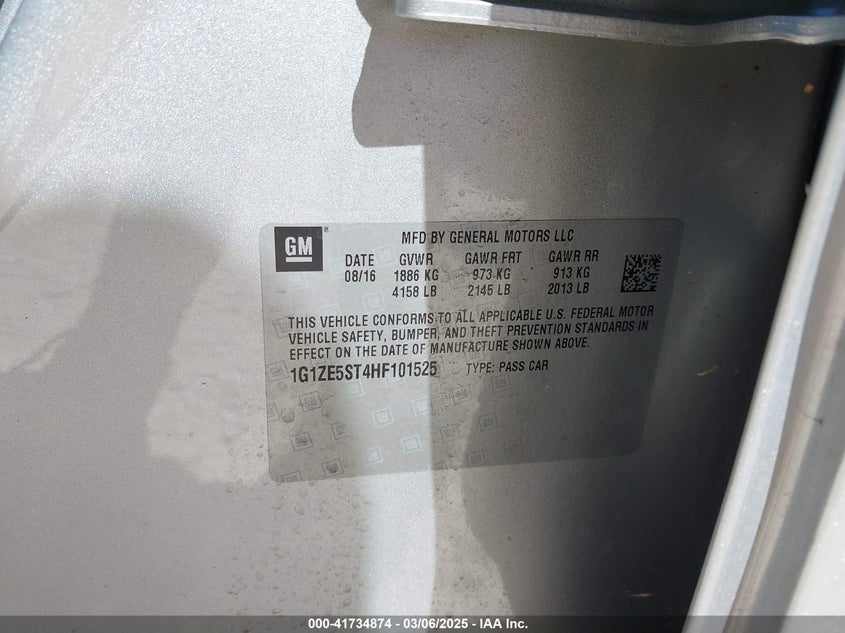 GM
MFD BY GENERAL MOTORS LLC
DATE GVWR GAWR FRT GAWR RR
08/16 1886 KG 973 KG 913 KG
4158 LB 2145 LB 2013 LB
THIS VEHICLE CONFORMS TO ALL APPLICABLE U.S. FEDERAL MOTOR
VEHICLE SAFETY, BUMPER, AND THEFT PREVENTION STANDARDS IN
EFFECT ON THE DATE OF MANUFACTURE SHOWN ABOVE.
1G1ZE5ST4HF101525 TYPE: PASS CAR
000-41734874 - 03/06/2025 - IAA Inc.